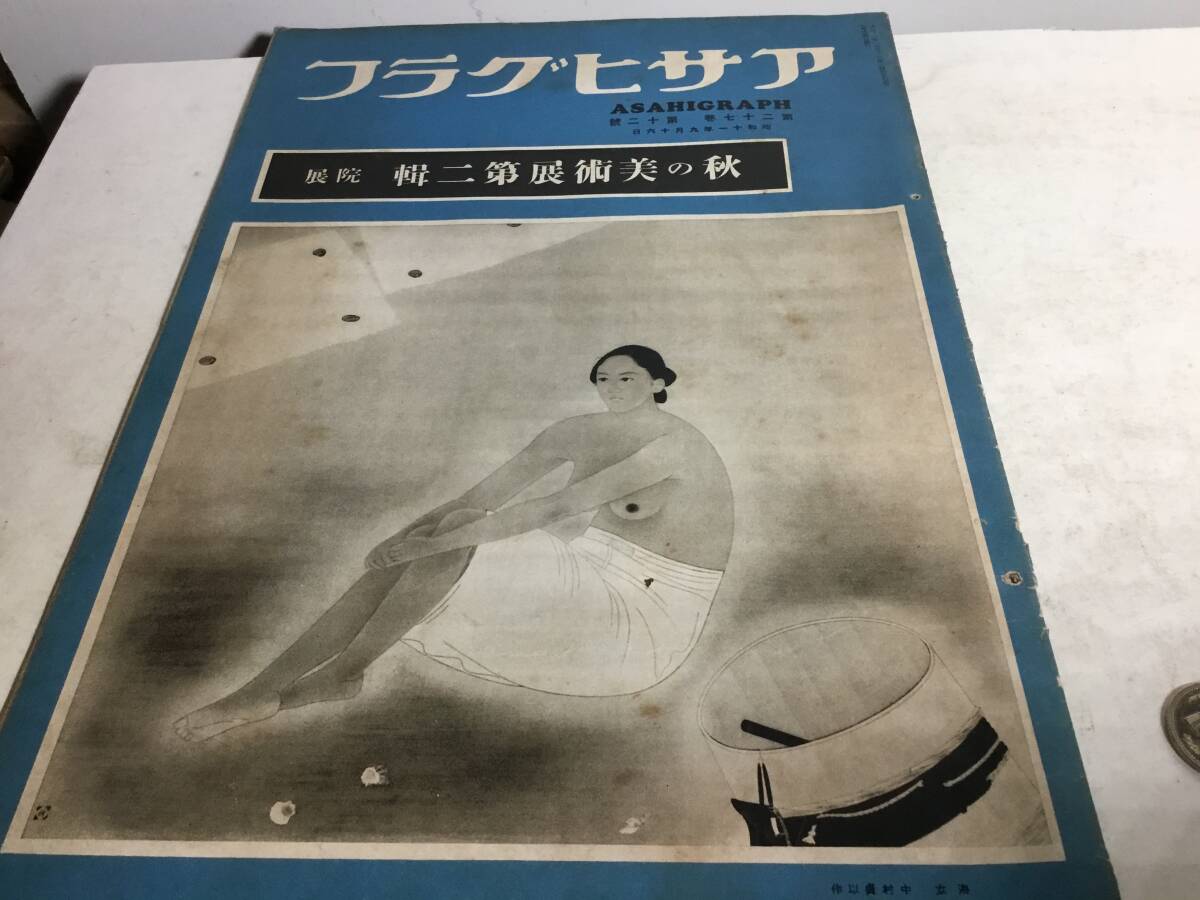 アサヒグラフ
ASAHIGRAPH
第二十七卷 第十二號
昭和十一年九月十六日
秋の美術展第二輯 院展
海女 中村貞以作